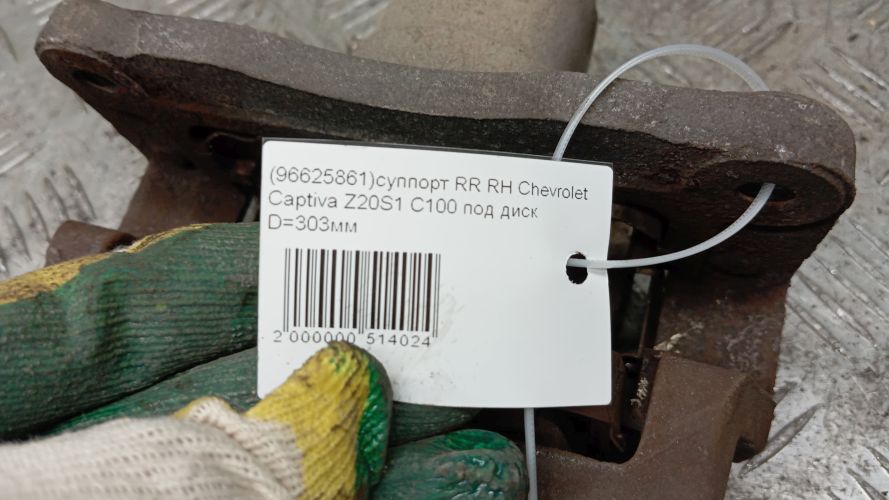 (96625861)суппорт RR RH Chevrolet
Captiva Z20S1 C100 под диск
D=303мм
2 000000 514024